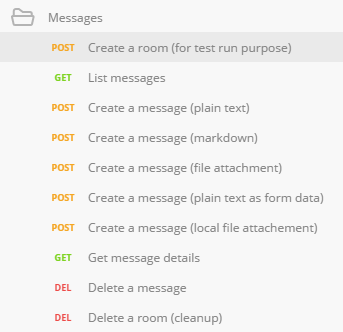 Messages
POST Create a room (for test run purpose)
GET List messages
POST Create a message (plain text)
POST Create a message (markdown)
POST Create a message (file attachment)
POST Create a message (plain text as form data)
POST Create a message (local file attachement)
GET Get message details
DEL Delete a message
DEL Delete a room (cleanup)